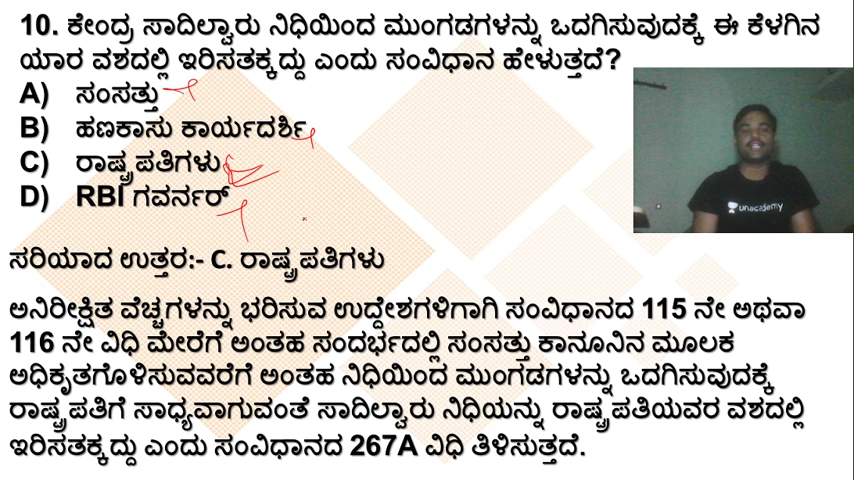 10. ಕೇಂದ್ರ ಸಾದಿಲ್ವಾರು ನಿಧಿಯಿಂದ ಮುಂಗಡಗಳನ್ನು ಒದಗಿಸುವುದಕ್ಕೆ ಈ ಕೆಳಗಿನ
ಯಾರ ವಶದಲ್ಲಿ ಇರಿಸತಕ್ಕದ್ದು ಎಂದು ಸಂವಿಧಾನ ಹೇಳುತ್ತದೆ?
A) ಸಂಸತ್ತು
B) ಹಣಕಾಸು ಕಾರ್ಯದರ್ಶಿ
C) ರಾಷ್ಟ್ರಪತಿಗಳು
D) RBI ಗವರ್ನರ್
unacademy
ಸರಿಯಾದ ಉತ್ತರ:- C. ರಾಷ್ಟ್ರಪತಿಗಳು
ಅನಿರೀಕ್ಷಿತ ವೆಚ್ಚಗಳನ್ನು ಭರಿಸುವ ಉದ್ದೇಶಗಳಿಗಾಗಿ ಸಂವಿಧಾನದ 115 ನೇ ಅಥವಾ
116 ನೇ ವಿಧಿ ಮೇರೆಗೆ ಅಂತಹ ಸಂದರ್ಭದಲ್ಲಿ ಸಂಸತ್ತು ಕಾನೂನಿನ ಮೂಲಕ
ಅಧಿಕೃತಗೊಳಿಸುವವರೆಗೆ ಅಂತಹ ನಿಧಿಯಿಂದ ಮುಂಗಡಗಳನ್ನು ಒದಗಿಸುವುದಕ್ಕೆ
ರಾಷ್ಟ್ರಪತಿಗೆ ಸಾಧ್ಯವಾಗುವಂತೆ ಸಾದಿಲ್ವಾರು ನಿಧಿಯನ್ನು ರಾಷ್ಟ್ರಪತಿಯವರ ವಶದಲ್ಲಿ
ಇರಿಸತಕ್ಕದ್ದು ಎಂದು ಸಂವಿಧಾನದ 267A ವಿಧಿ ತಿಳಿಸುತ್ತದೆ.